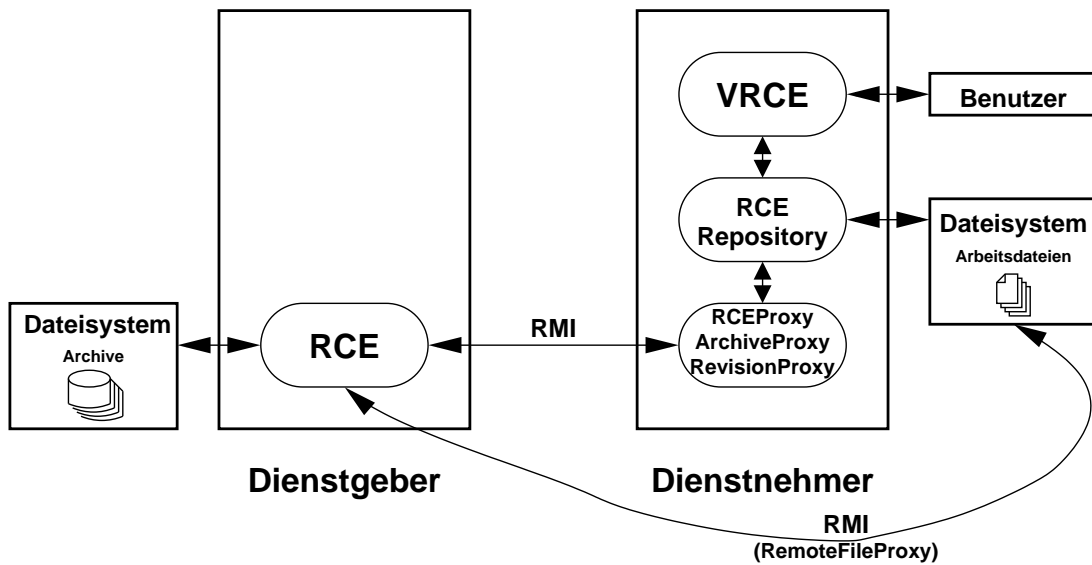 VRCE
Benutzer
RCE
Repository
Dateisystem
Arbeitsdateien
Dateisystem
Archive
RCE
RMI
RCEProxy
ArchiveProxy
RevisionProxy
Dienstgeber
Dienstnehmer
RMI
(RemoteFileProxy)